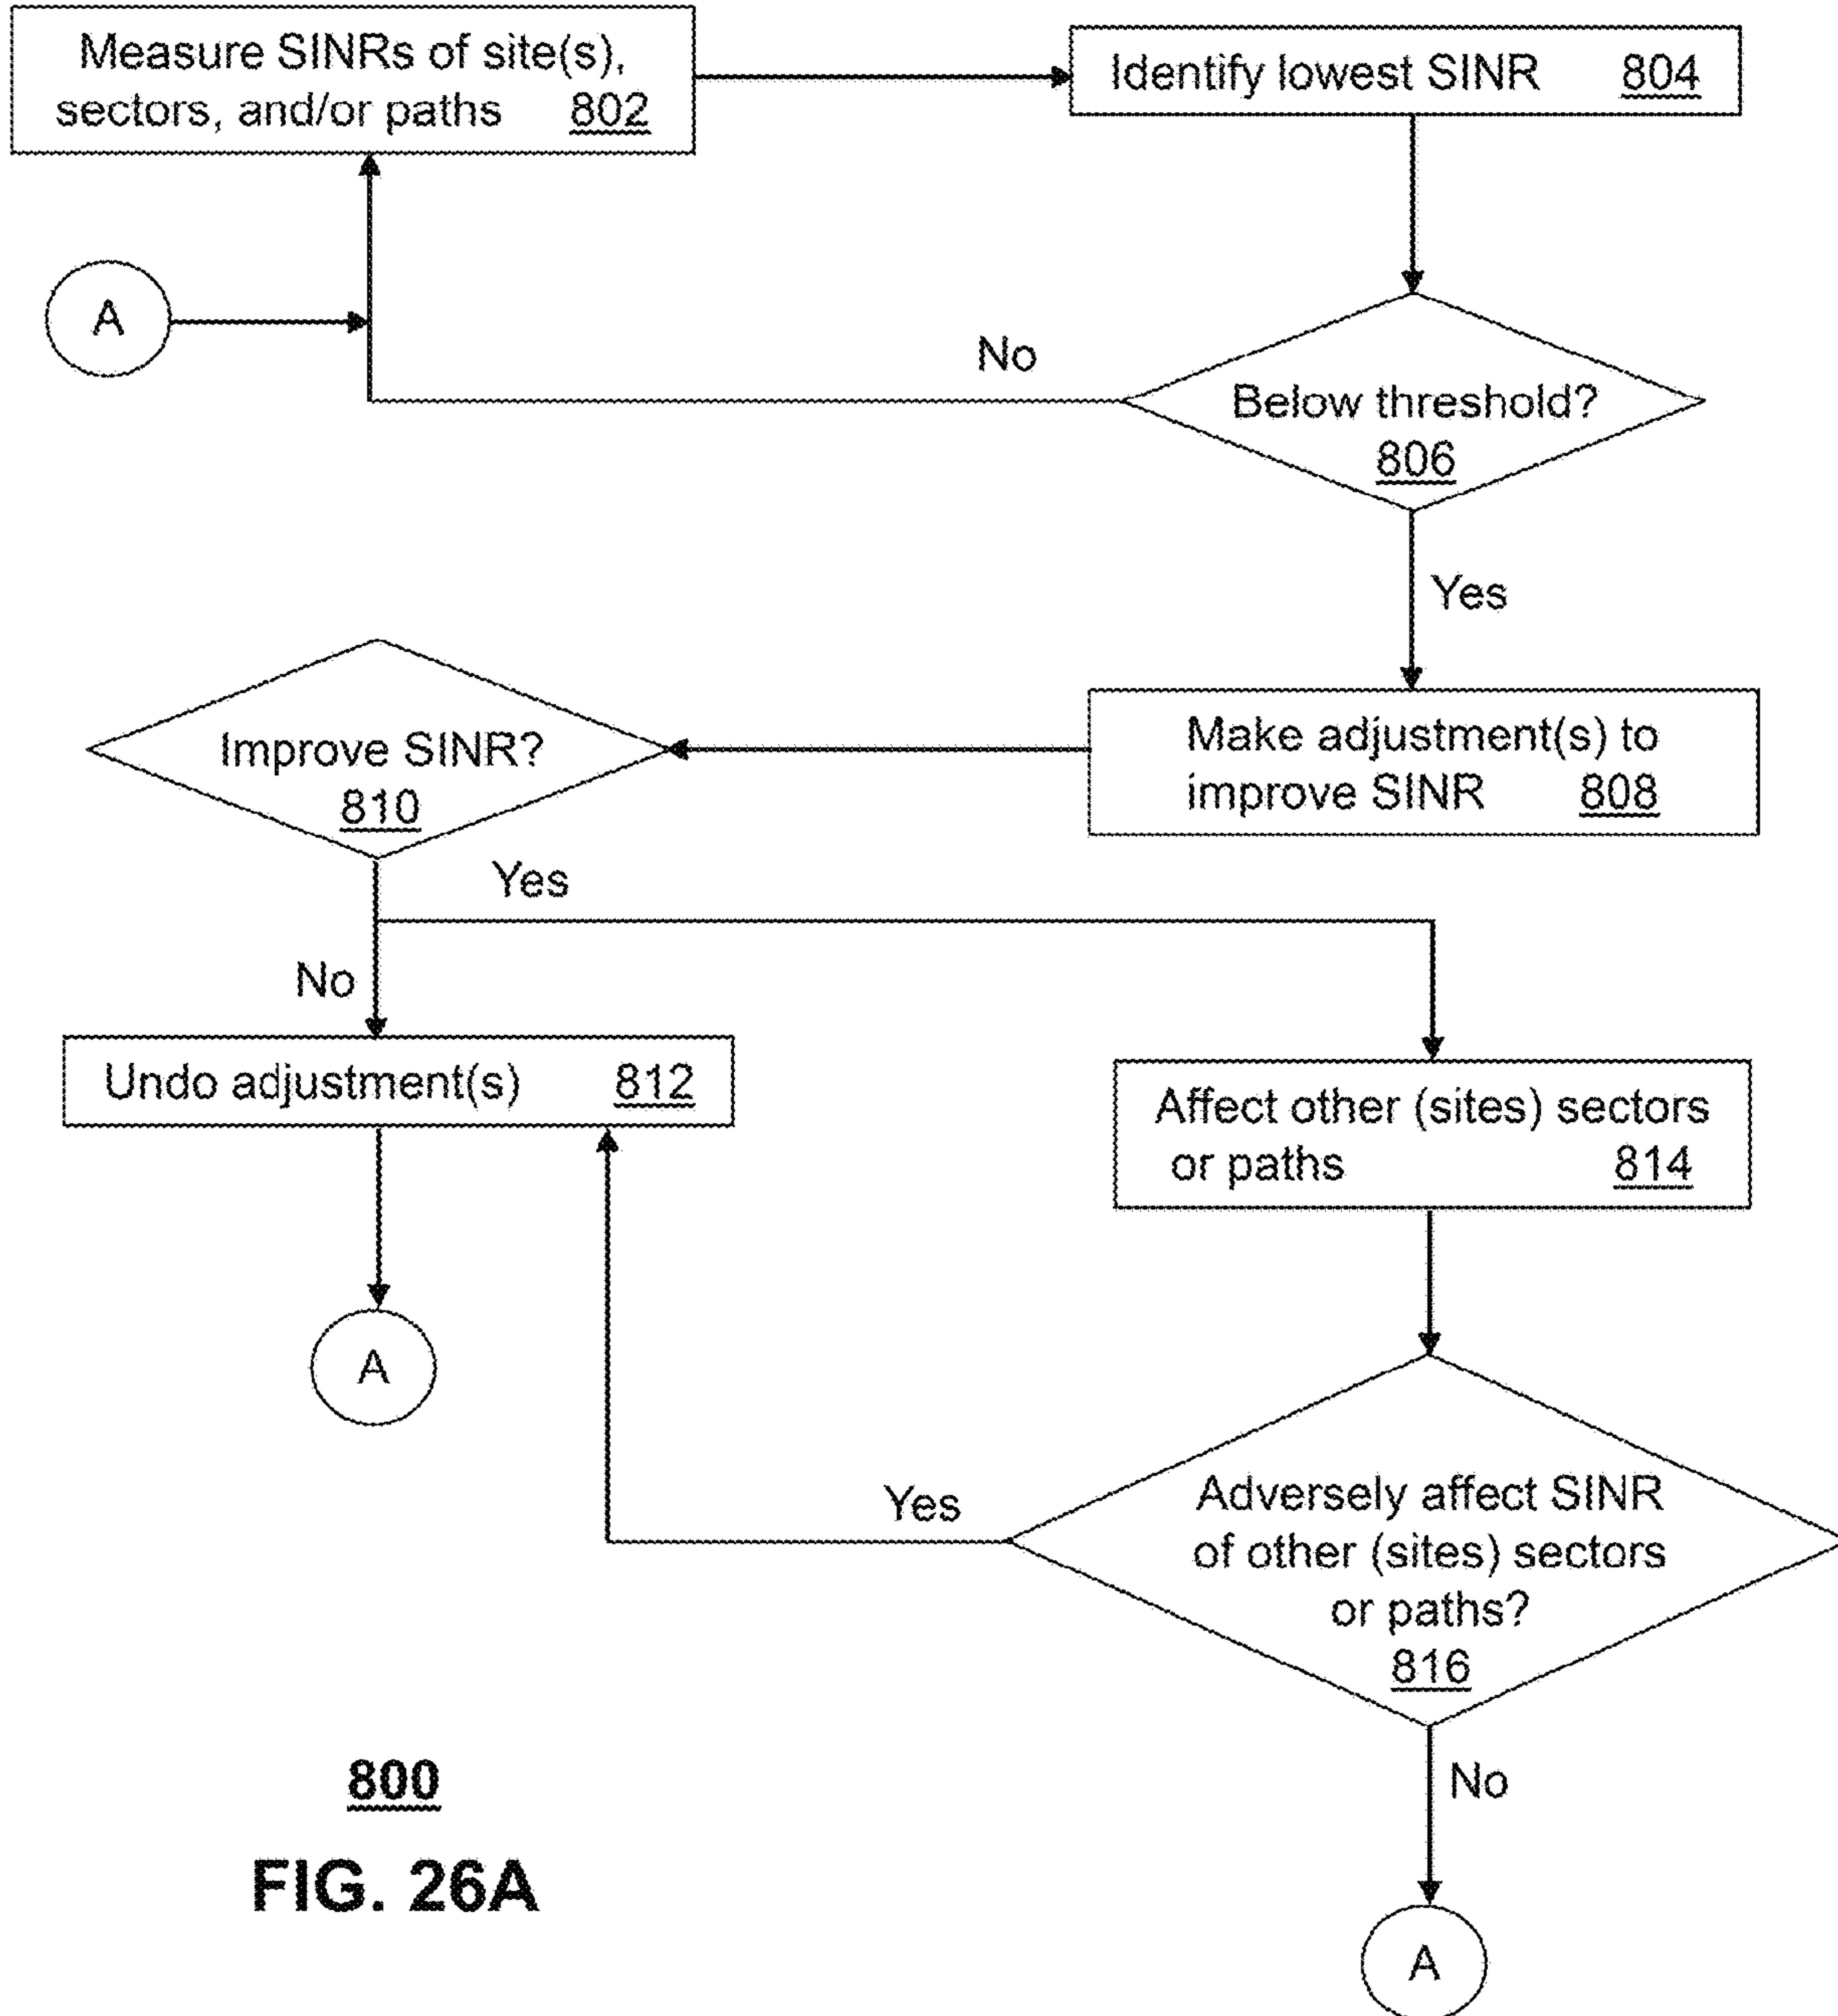 Measure SINRs of site(s),
sectors, and/or paths 802
Identify lowest SINR 804
A
No
Below threshold?
806
Yes
Improve SINR?
810
Make adjustment(s) to
improve SINR 808
Yes
No
Undo adjustment(s) 812
Affect other (sites) sectors
or paths 814
A
Yes
Adversely affect SINR
of other (sites) sectors
or paths?
816
No
A
800
FIG. 26A